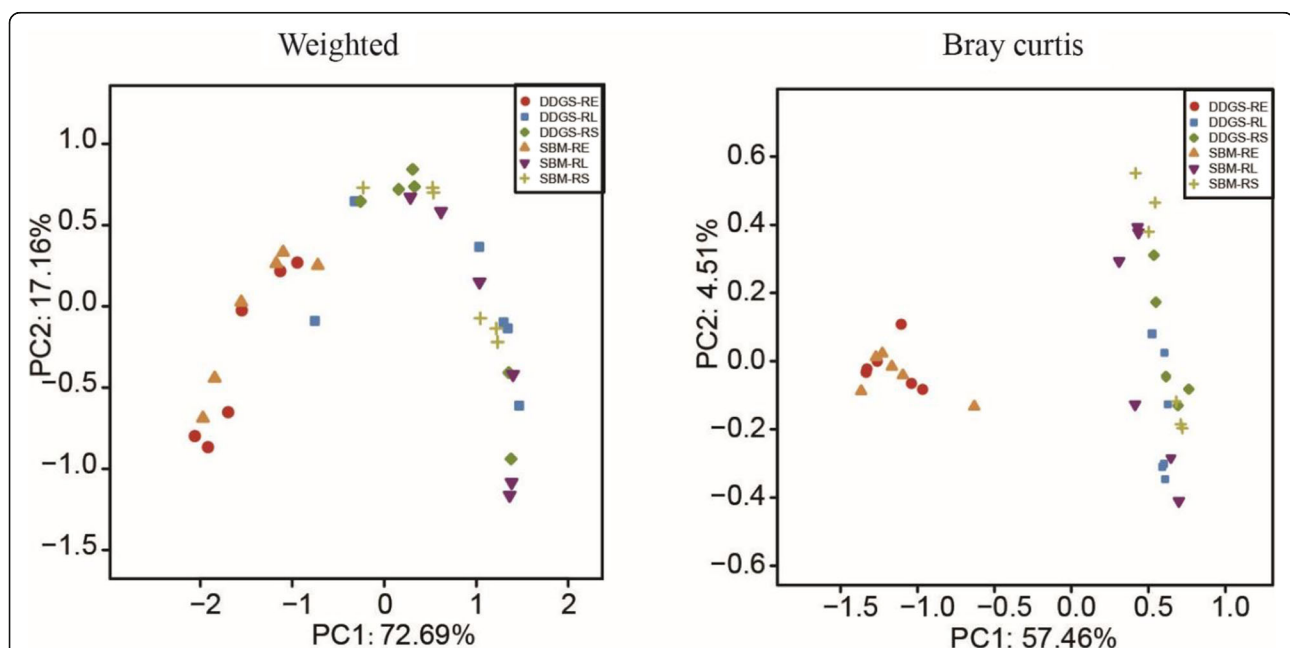 Weighted
DDGS-RE
DDGS-RL
DDGS-RS
SBM-RE
SBM-RL
SBM-RS
1.0
0.5
0.0
−0.5
−1.0
−1.5
PC2: 17.16%
−2
−1
0
1
2
PC1: 72.69%
Bray curtis
DDGS-RE
DDGS-RL
DDGS-RS
SBM-RE
SBM-RL
SBM-RS
0.6
0.4
0.2
0.0
−0.2
−0.4
−0.6
PC2: 4.51%
−1.5
−1.0
−0.5
0.0
0.5
1.0
PC1: 57.46%